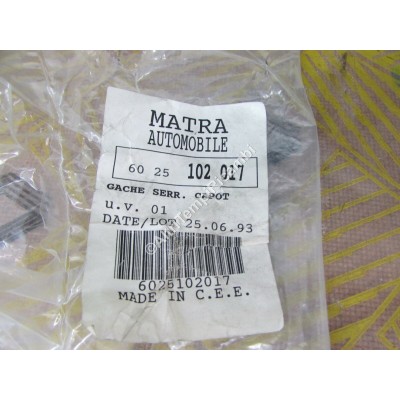 MATRA
AUTOMOBILE
60 25 102 017
GACHE SERR. CAPOT
u.v. 01
DATE/LOT 25.06.93
6025102017
MADE IN C.E.E.